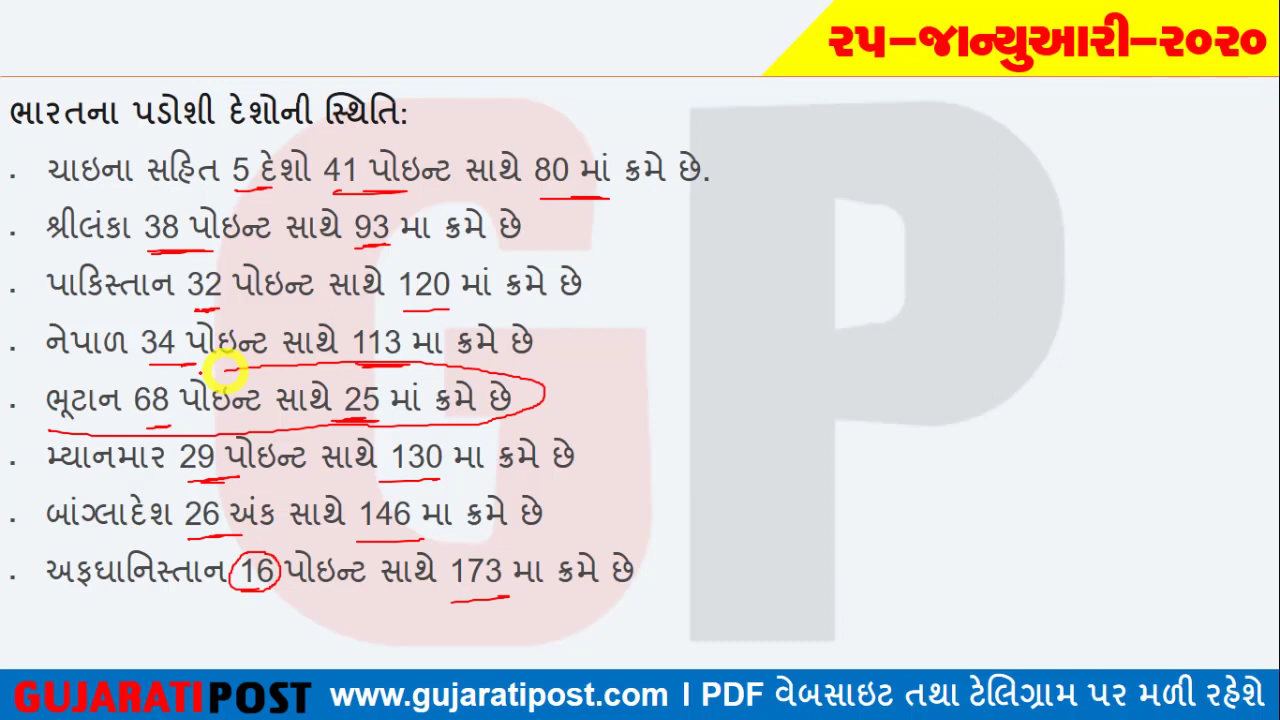 ૨૫-જાન્યુઆરી-૨૦૨૦
ભારતના પડોશી દેશોની સ્થિતિ:
. ચાઇના સહિત 5 દેશો 41 પોઇન્ટ સાથે 80 માં ક્રમે છે.
. શ્રીલંકા 38 પોઇન્ટ સાથે 93 મા ક્રમે છે
. પાકિસ્તાન 32 પોઇન્ટ સાથે 120 માં ક્રમે છે
. નેપાળ 34 પોઇન્ટ સાથે 113 મા ક્રમે છે
. ભૂટાન 68 પોઇન્ટ સાથે 25 માં ક્રમે છે
. મ્યાનમાર 29 પોઇન્ટ સાથે 130 મા ક્રમે છે
. બાંગ્લાદેશ 26 અંક સાથે 146 મા ક્રમે છે
. અફઘાનિસ્તાન 16 પોઇન્ટ સાથે 173 મા ક્રમે છે
GP
GUJARATIPOST www.gujaratipost.com I PDF વેબસાઇટ તથા ટેલિગ્રામ પર મળી રહેશે